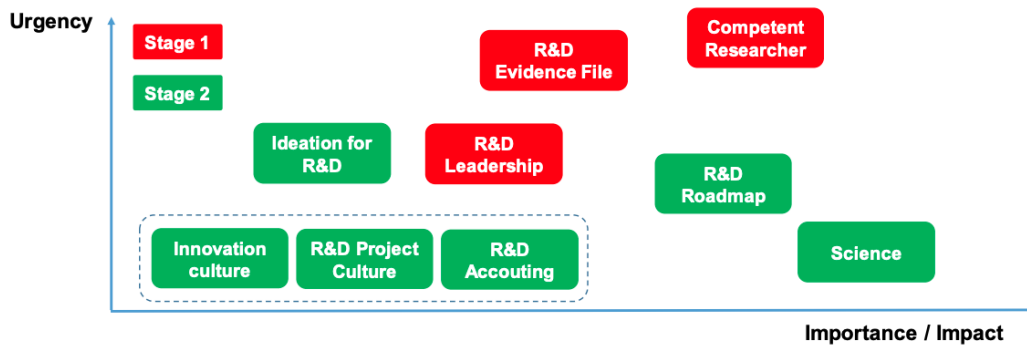 Urgency
Stage 1
Stage 2
R&D
Evidence File
Competent
Researcher
Ideation for
R&D
R&D
Leadership
R&D
Roadmap
Innovation
culture
R&D Project
Culture
R&D
Accouting
Science
Importance / Impact